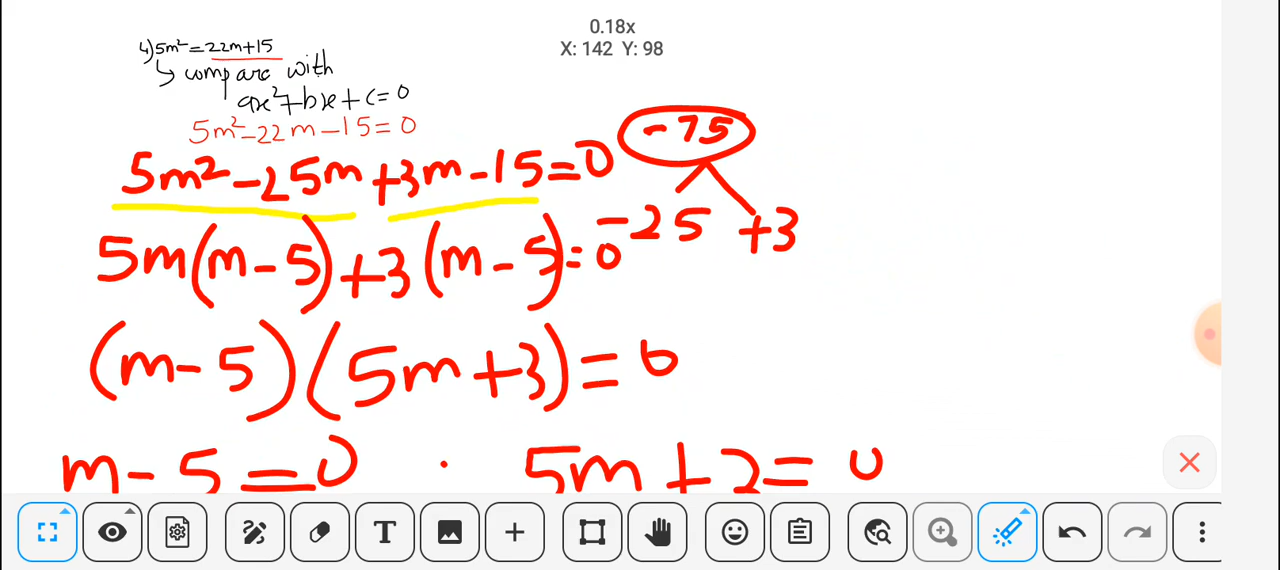 0.18x
X: 142 Y: 98
4) 5m² = 22m+15
↳ compare with
ax²+bx+c=0
5m²-22m-15=0
-75
5m²-25m+3m-15=0
-25 +3
5m(m-5)+3(m-5)=0
(m-5)(5m+3)=0
m-5=0 . 5m+3=0
T